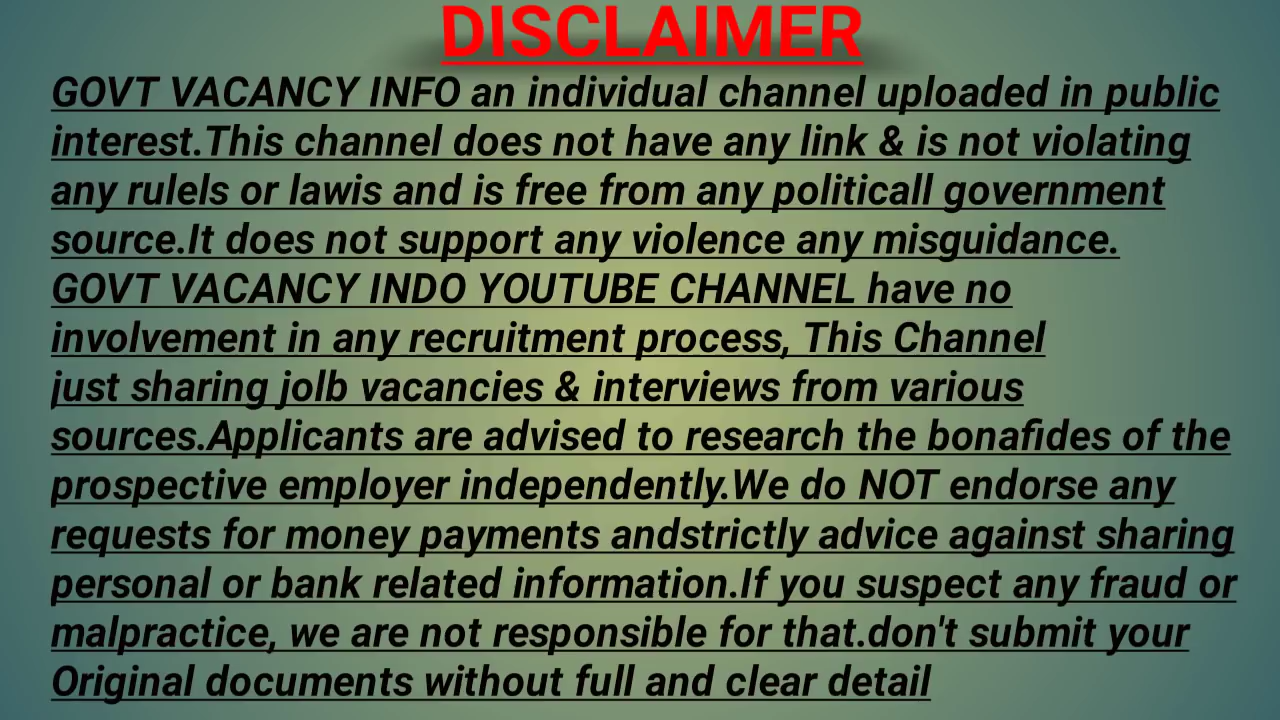 DISCLAIMER
GOVT VACANCY INFO an individual channel uploaded in public
interest.This channel does not have any link & is not violating
any rulels or lawis and is free from any politicall government
source.It does not support any violence any misguidance.
GOVT VACANCY INDO YOUTUBE CHANNEL have no
involvement in any recruitment process, This Channel
just sharing jolb vacancies & interviews from various
sources.Applicants are advised to research the bonafides of the
prospective employer independently.We do NOT endorse any
requests for money payments andstrictly advice against sharing
personal or bank related information.If you suspect any fraud or
malpractice, we are not responsible for that.don't submit your
Original documents without full and clear detail